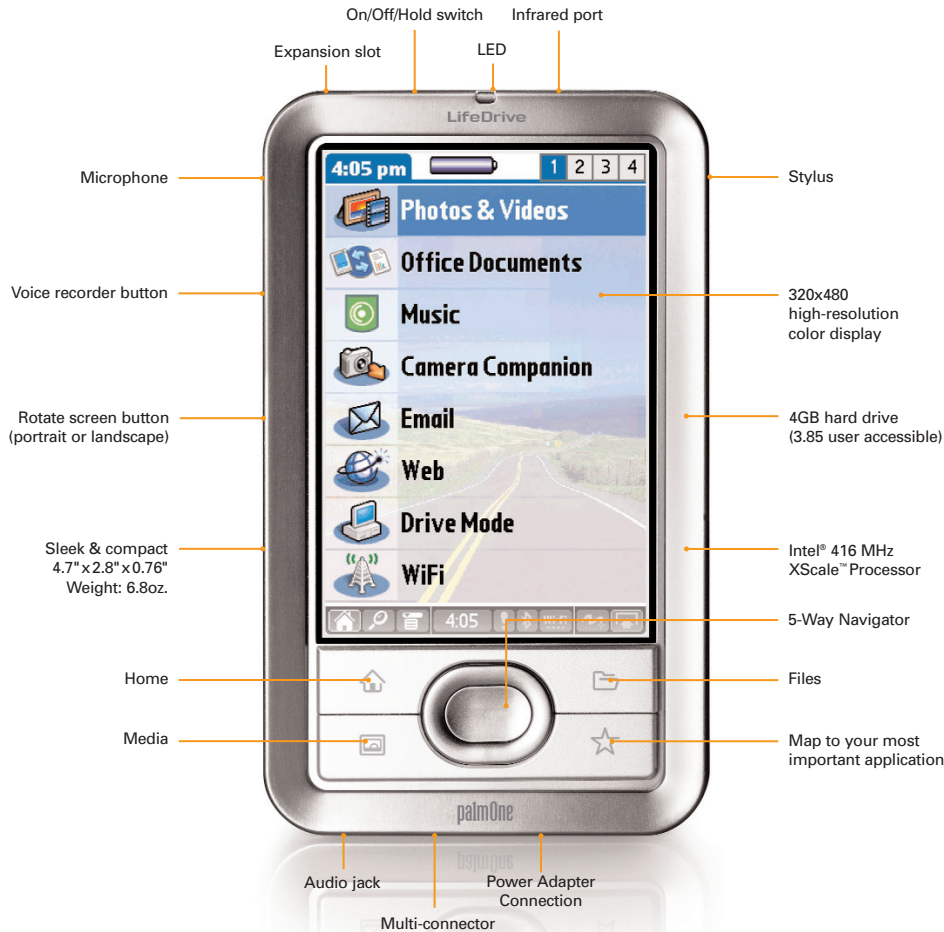 On/Off/Hold switch
Infrared port
Expansion slot
LED
LifeDrive
Microphone
Stylus
4:05 pm
1 2 3 4
Photos & Videos
Office Documents
Voice recorder button
320x480
high-resolution
color display
Music
Camera Companion
Rotate screen button
(portrait or landscape)
4GB hard drive
(3.85 user accessible)
Email
Web
Drive Mode
Sleek & compact
4.7" x 2.8" x 0.76"
Weight: 6.8oz.
Intel® 416 MHz
XScale™ Processor
WiFi
4:05
Wi-Fi
5-Way Navigator
Home
Files
Media
Map to your most
important application
palmOne
Audio jack
Power Adapter
Connection
Multi-connector